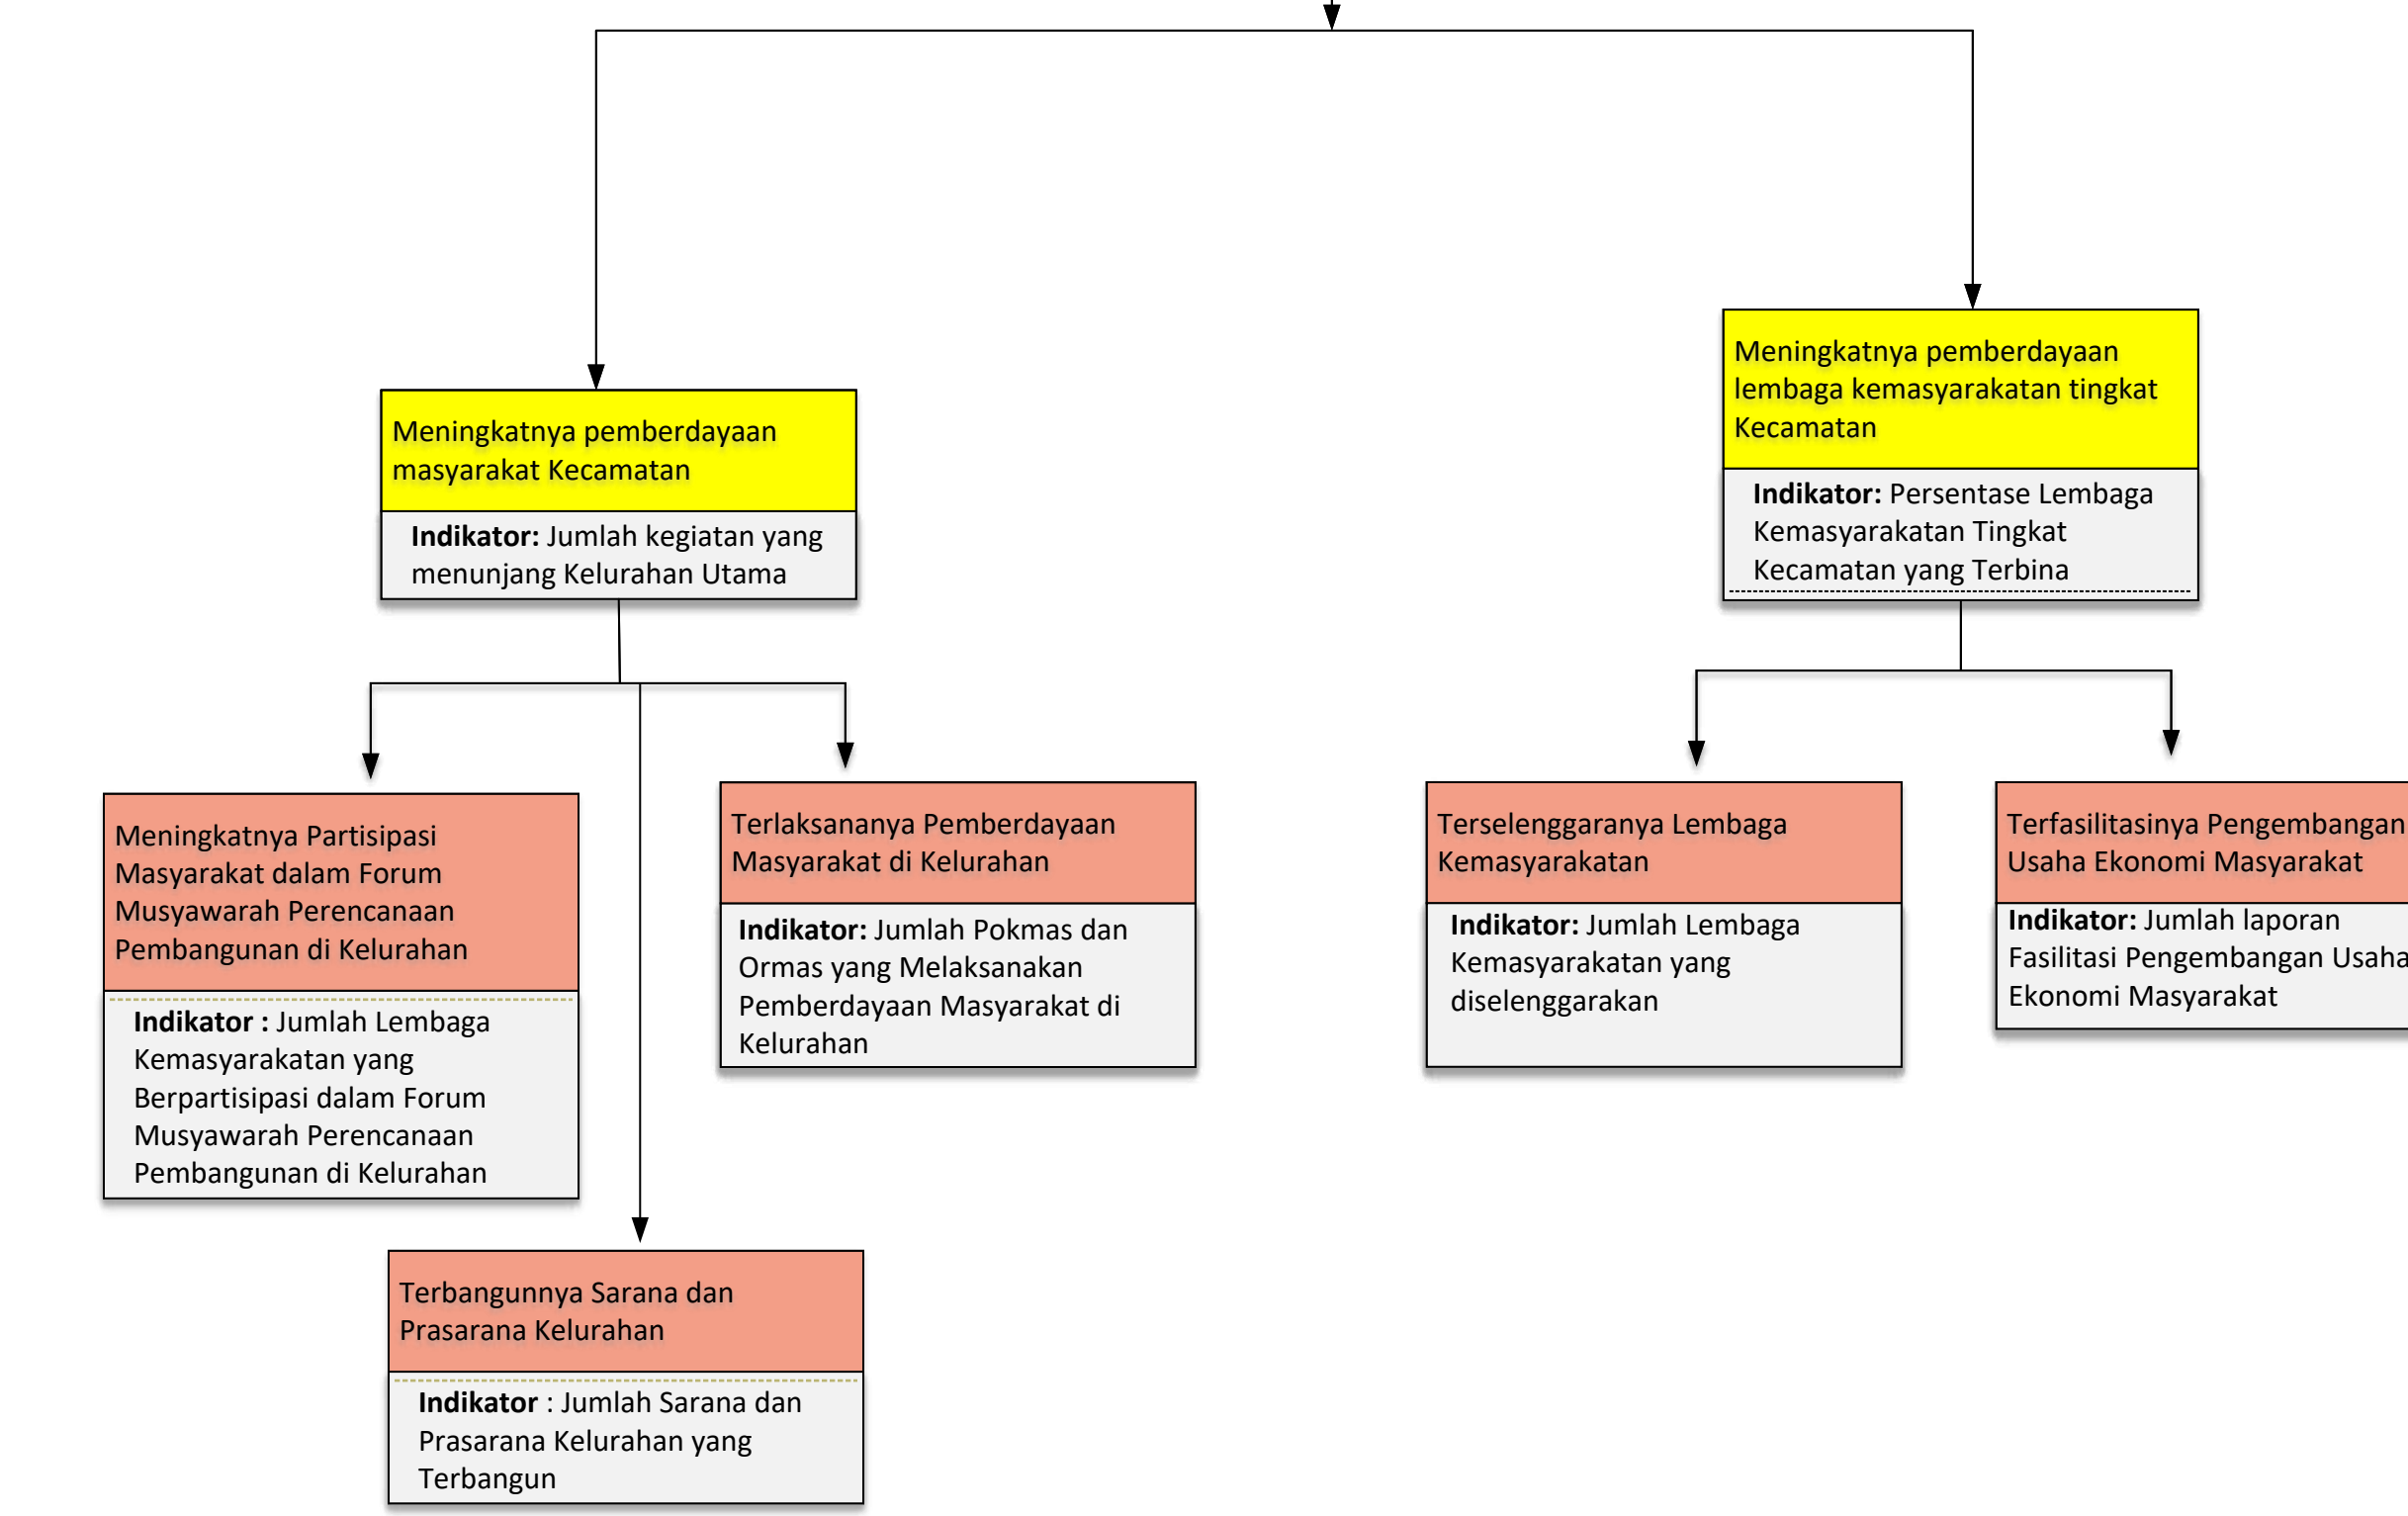 Meningkatnya pemberdayaan
masyarakat Kecamatan
Indikator: Jumlah kegiatan yang
menunjang Kelurahan Utama
Meningkatnya pemberdayaan
lembaga kemasyarakatan tingkat
Kecamatan
Indikator: Persentase Lembaga
Kemasyarakatan Tingkat
Kecamatan yang Terbina
Meningkatnya Partisipasi
Masyarakat dalam Forum
Musyawarah Perencanaan
Pembangunan di Kelurahan
Indikator : Jumlah Lembaga
Kemasyarakatan yang
Berpartisipasi dalam Forum
Musyawarah Perencanaan
Pembangunan di Kelurahan
Terlaksananya Pemberdayaan
Masyarakat di Kelurahan
Indikator: Jumlah Pokmas dan
Ormas yang Melaksanakan
Pemberdayaan Masyarakat di
Kelurahan
Terselenggaranya Lembaga
Kemasyarakatan
Indikator: Jumlah Lembaga
Kemasyarakatan yang
diselenggarakan
Terfasilitasinya Pengembangan
Usaha Ekonomi Masyarakat
Indikator: Jumlah laporan
Fasilitasi Pengembangan Usaha
Ekonomi Masyarakat
Terbangunnya Sarana dan
Prasarana Kelurahan
Indikator : Jumlah Sarana dan
Prasarana Kelurahan yang
Terbangun